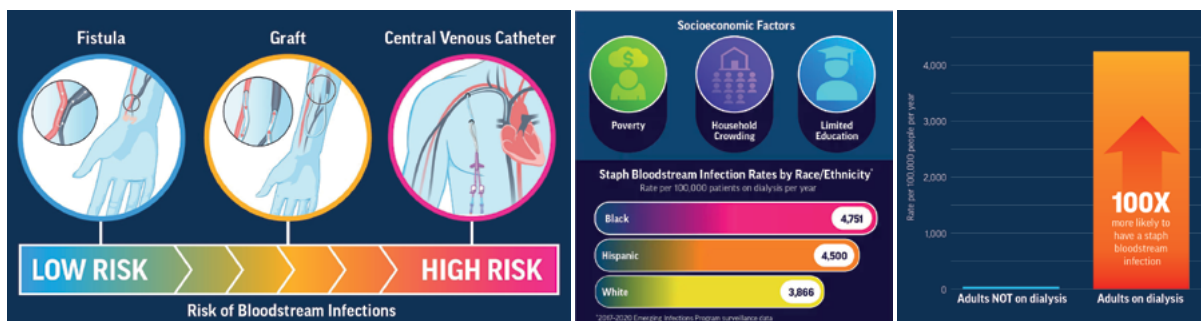 Fistula
Graft
Central Venous Catheter
LOW RISK
HIGH RISK
Risk of Bloodstream Infections
Socioeconomic Factors
Poverty
Household
Crowding
Limited
Education
Staph Bloodstream Infection Rates by Race/Ethnicity*
Rate per 100,000 patients on dialysis per year
Black
4,751
Hispanic
4,500
White
3,866
*2017-2020 Emerging Infections Program surveillance data
Rate per 100,000 people per year
4,000
3,000
2,000
1,000
0
100X
more likely to
have a staph
bloodstream
infection
Adults NOT on dialysis
Adults on dialysis